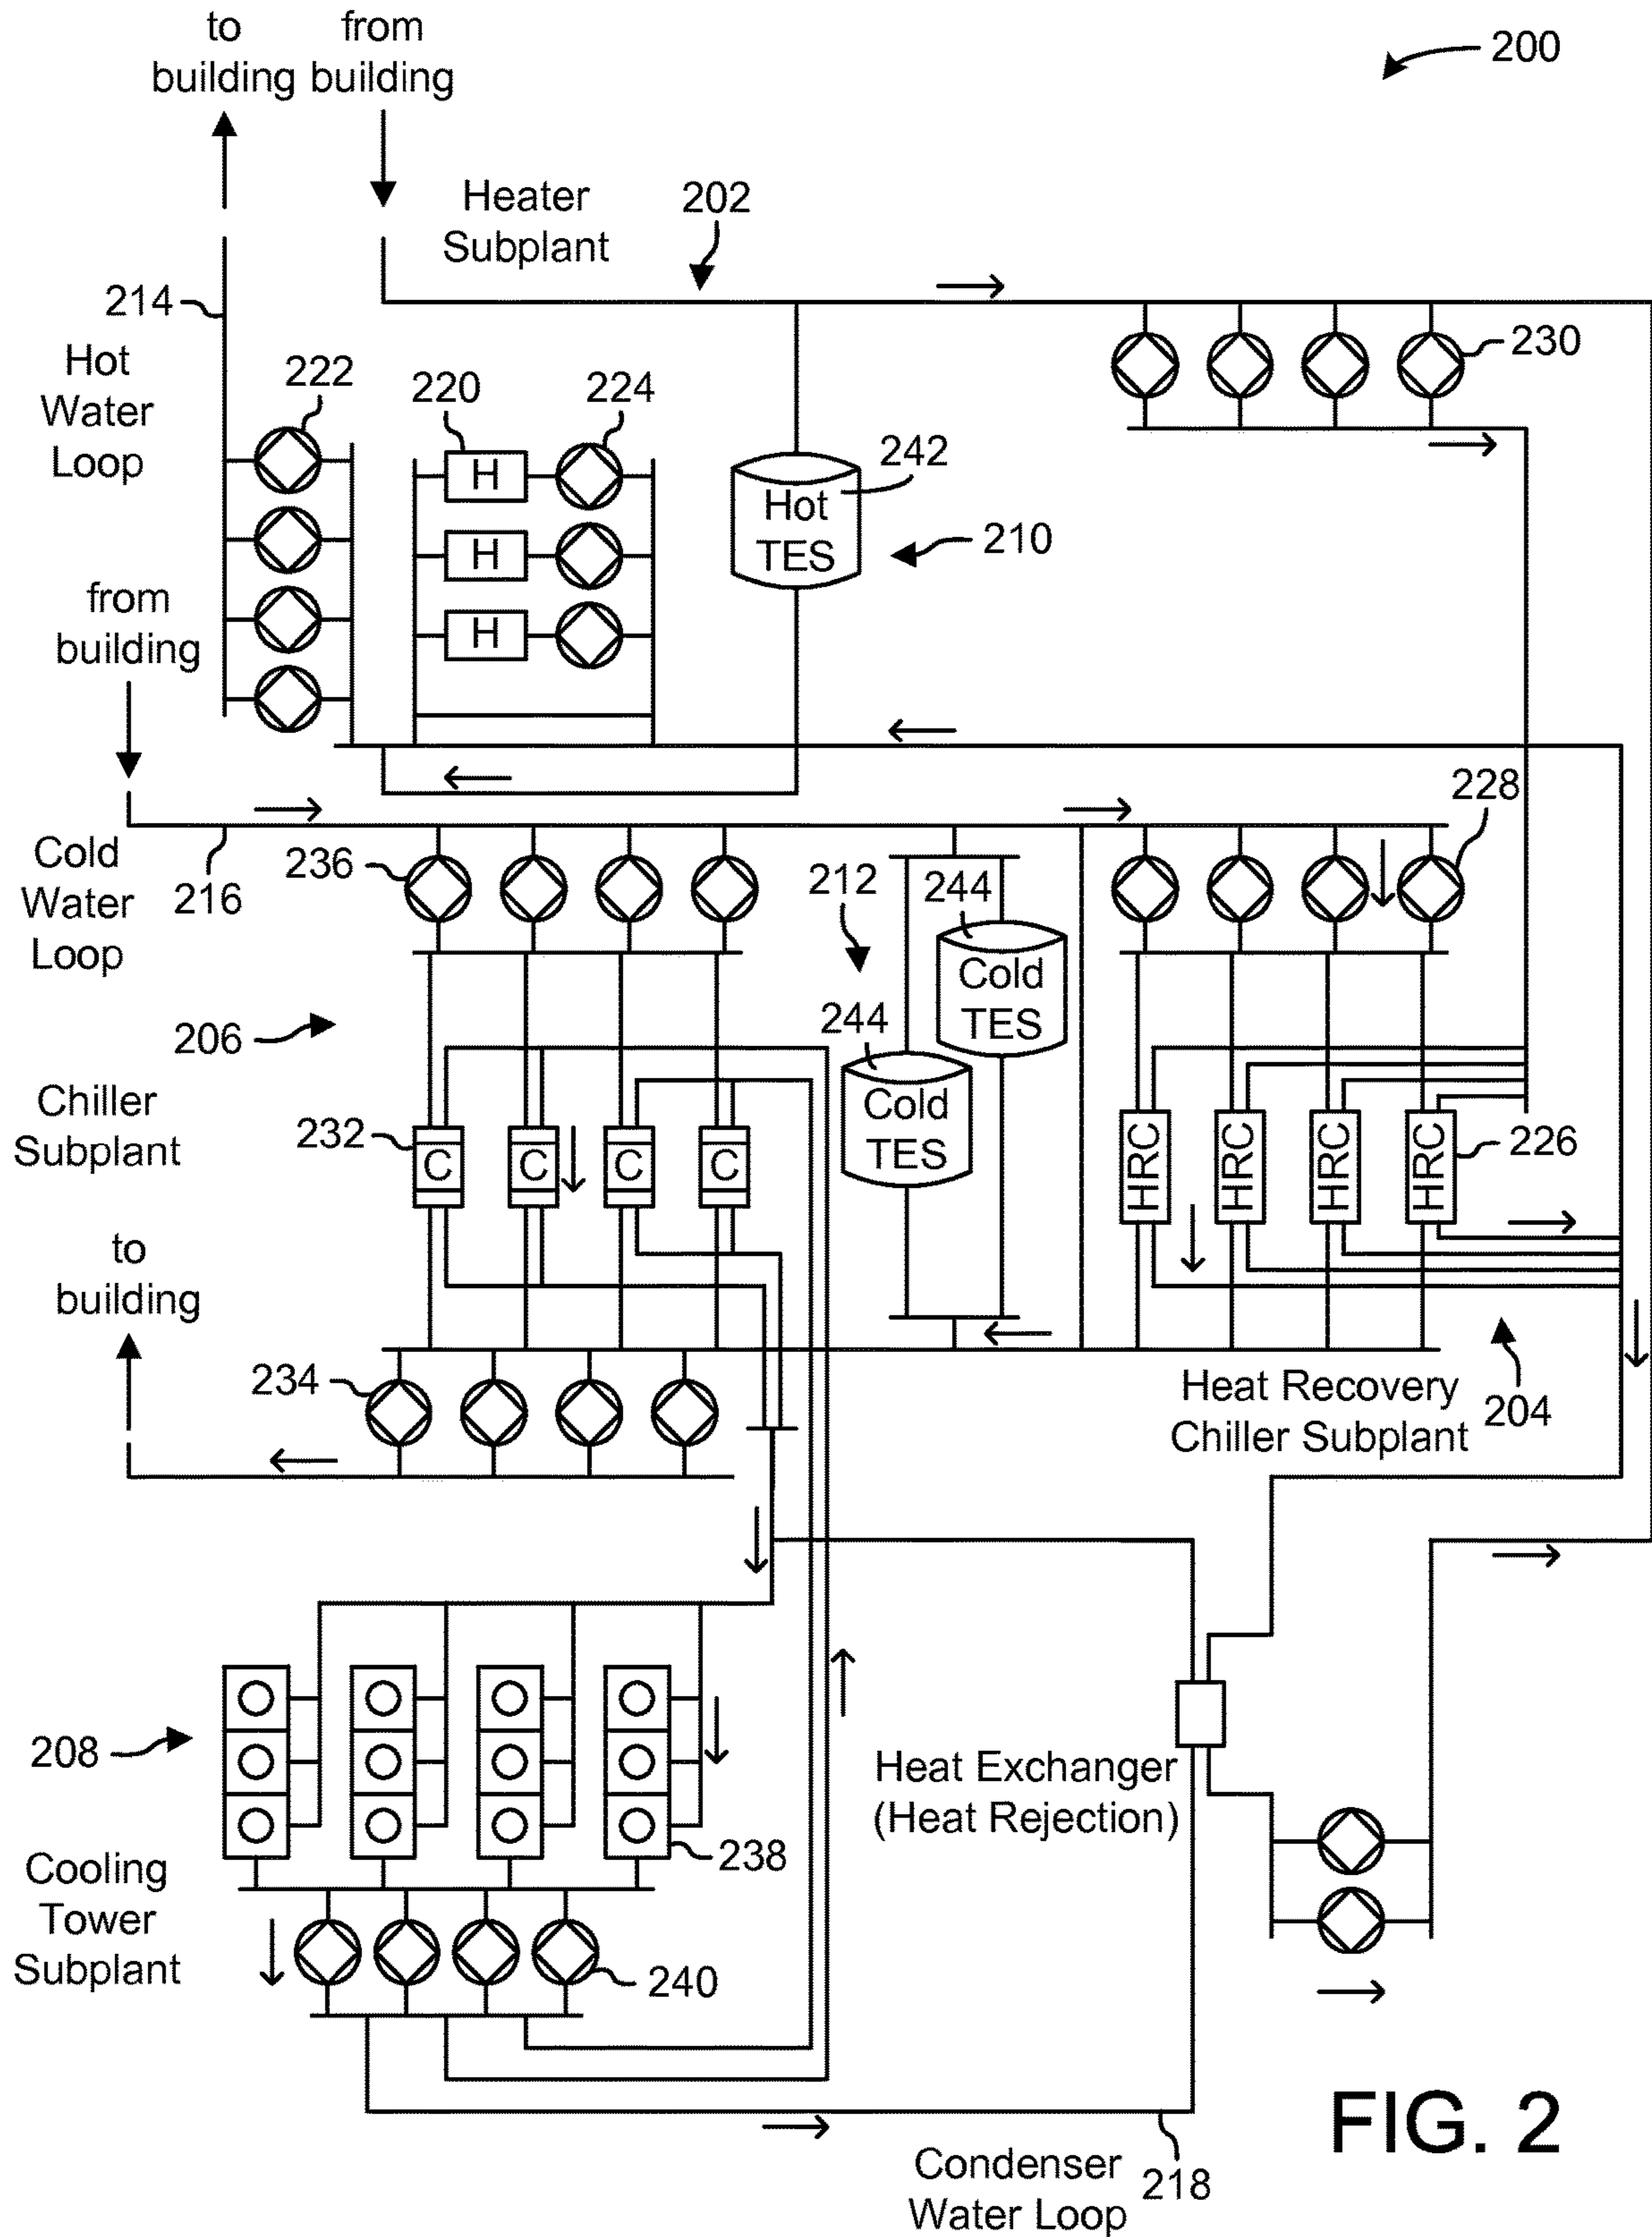 to
building
from
building
200
Heater
Subplant
202
214
Hot
Water
Loop
222
220
224
230
H
H
H
Hot
TES
242
210
from
building
228
Cold
Water
Loop
216
236
212
244
Cold
TES
244
Cold
TES
206
Chiller
Subplant
232
C
C
C
C
HRC
HRC
HRC
HRC
226
to
building
234
Heat Recovery
Chiller Subplant
204
208
Heat Exchanger
(Heat Rejection)
238
Cooling
Tower
Subplant
240
Condenser
Water Loop
218
FIG. 2